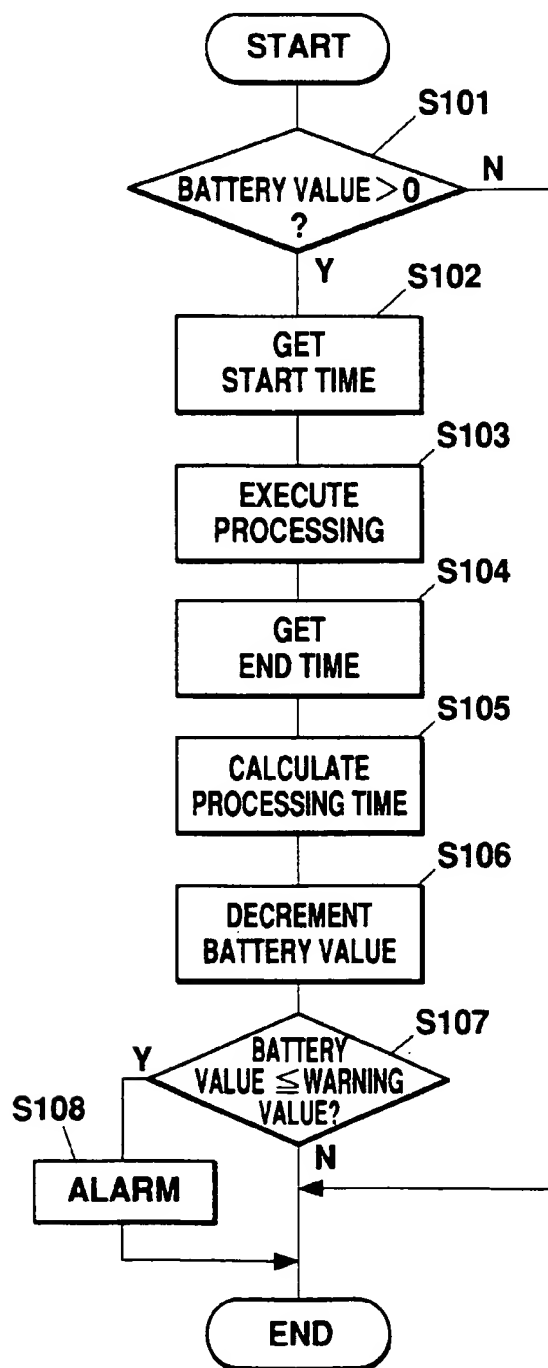 START
S101
BATTERY VALUE>0
?
N
Y
S102
GET
START TIME
S103
EXECUTE
PROCESSING
S104
GET
END TIME
S105
CALCULATE
PROCESSING TIME
S106
DECREMENT
BATTERY VALUE
S107
BATTERY
VALUE ≦ WARNING
VALUE?
Y
N
S108
ALARM
END